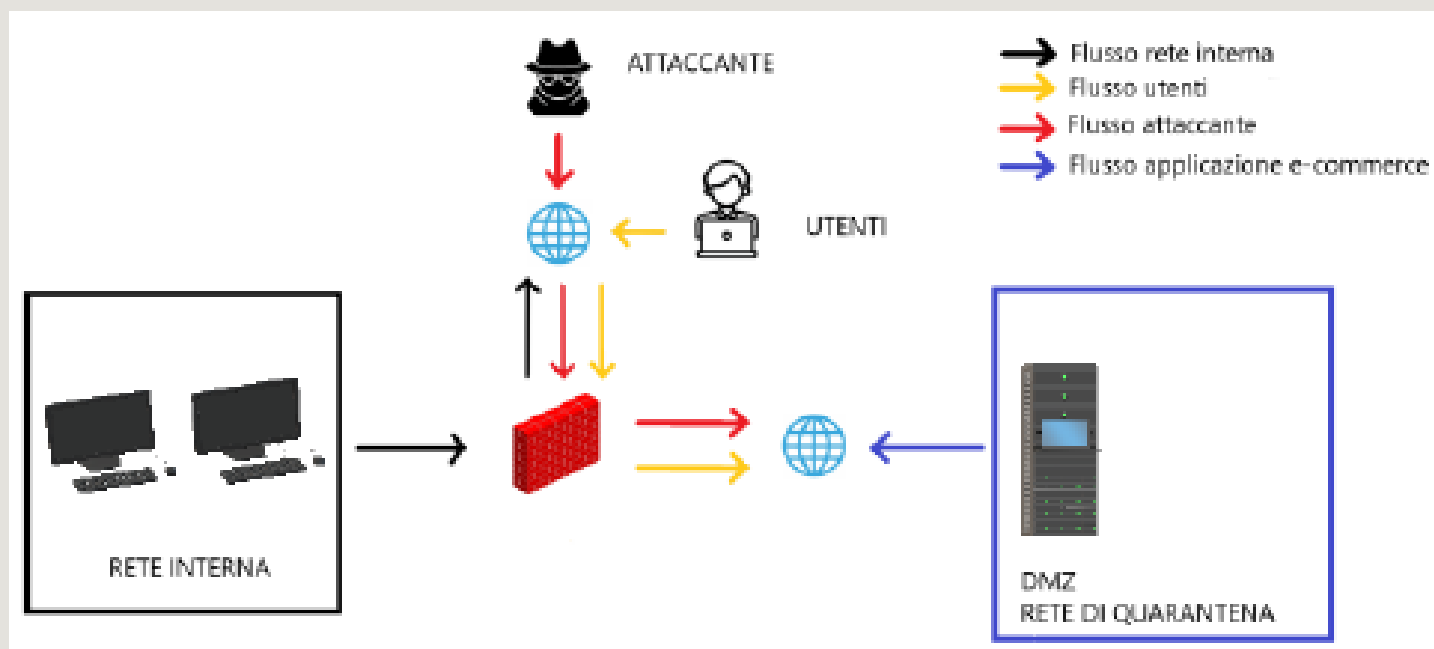 ATTACCANTE
Flusso rete interna
Flusso utenti
Flusso attaccante
Flusso applicazione e-commerce
UTENTI
RETE INTERNA
DMZ
RETE DI QUARANTENA